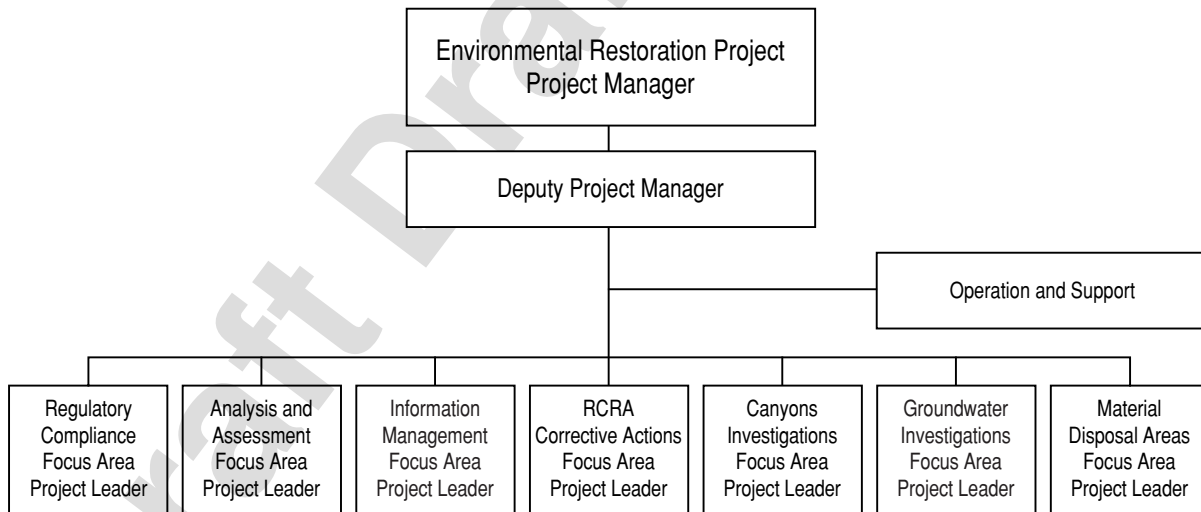 Environmental Restoration Project
Project Manager
Deputy Project Manager
Operation and Support
Regulatory
Compliance
Focus Area
Project Leader
Analysis and
Assessment
Focus Area
Project Leader
Information
Management
Focus Area
Project Leader
RCRA
Corrective Actions
Focus Area
Project Leader
Canyons
Investigations
Focus Area
Project Leader
Groundwater
Investigations
Focus Area
Project Leader
Material
Disposal Areas
Focus Area
Project Leader